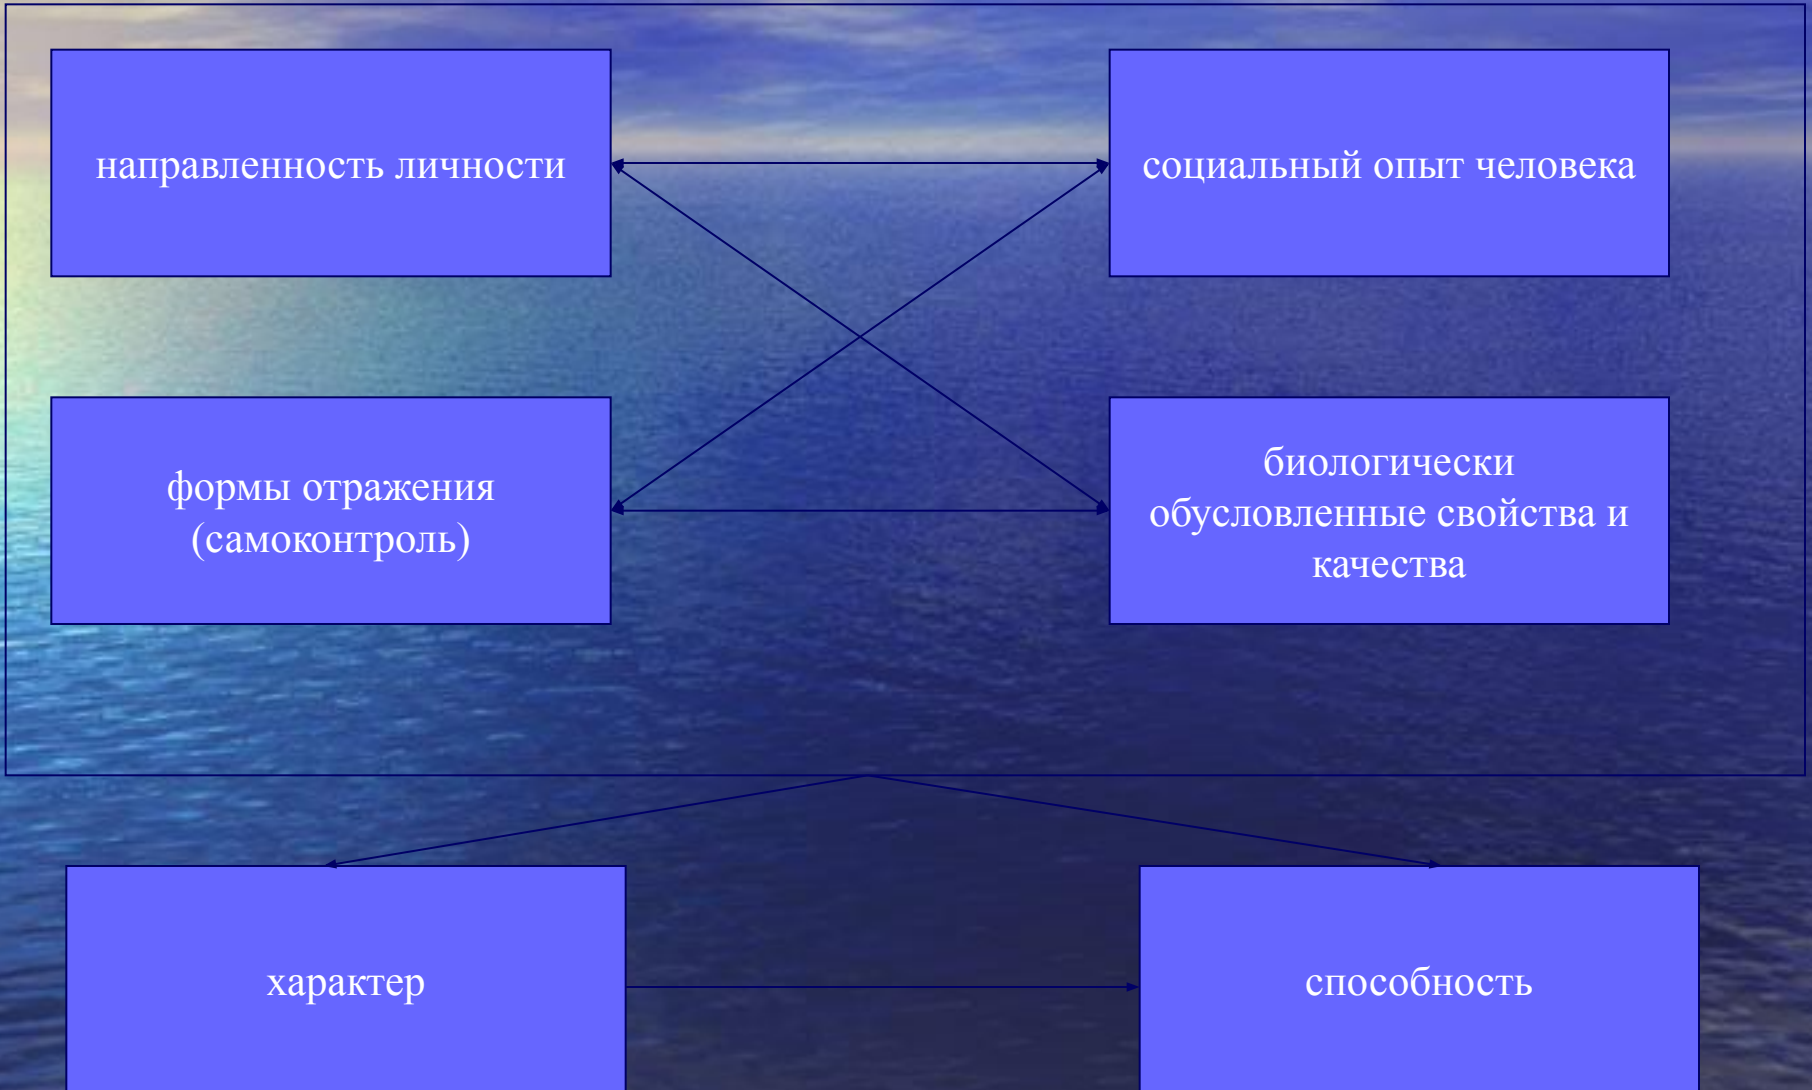 направленность личности
социальный опыт человека
формы отражения
(самоконтроль)
биологически
обусловленные свойства и
качества
характер
способность